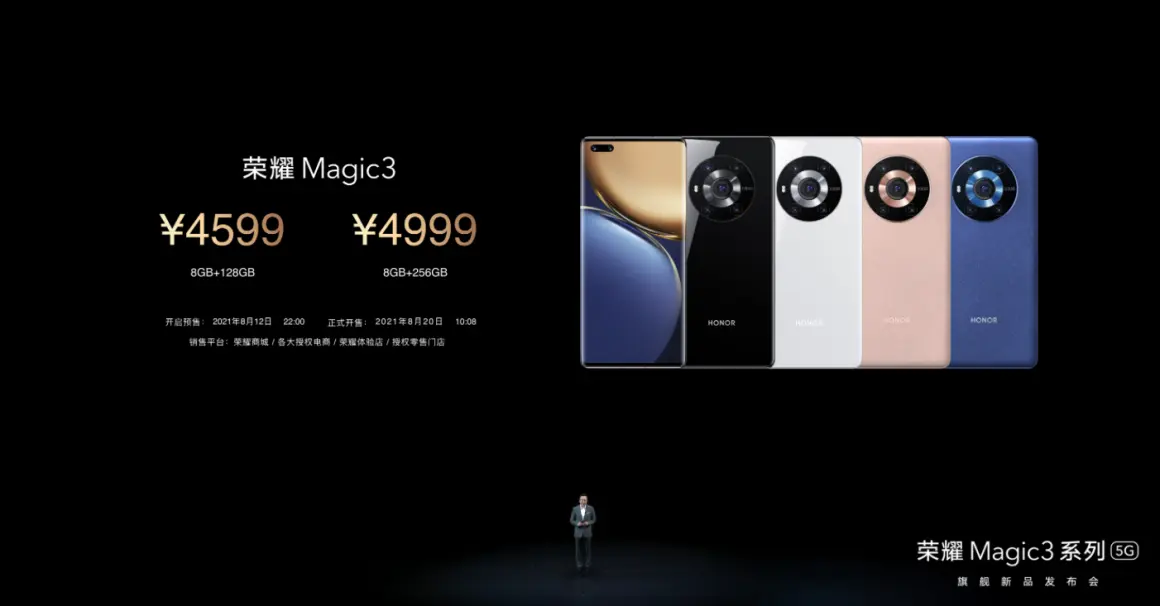 荣耀 Magic3
¥4599 ¥4999
8GB+128GB 8GB+256GB
开启预售： 2021年8月12日 22:00 正式开售： 2021年8月20日 10:08
销售平台：荣耀商城 / 各大授权电商 / 荣耀体验店 / 授权零售门店
HONOR HONOR HONOR HONOR
荣耀 Magic3 系列 5G
旗舰新品发布会